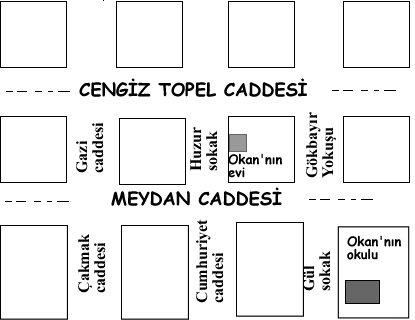 CENGİZ TOPEL CADDESİ
Gazi
caddesi
Huzur
sokak
Okan'nın
evi
Gökbayır
Yokuşu
MEYDAN CADDESİ
Çakmak
caddesi
Cumhuriyet
caddesi
Gül
sokak
Okan'nın
okulu